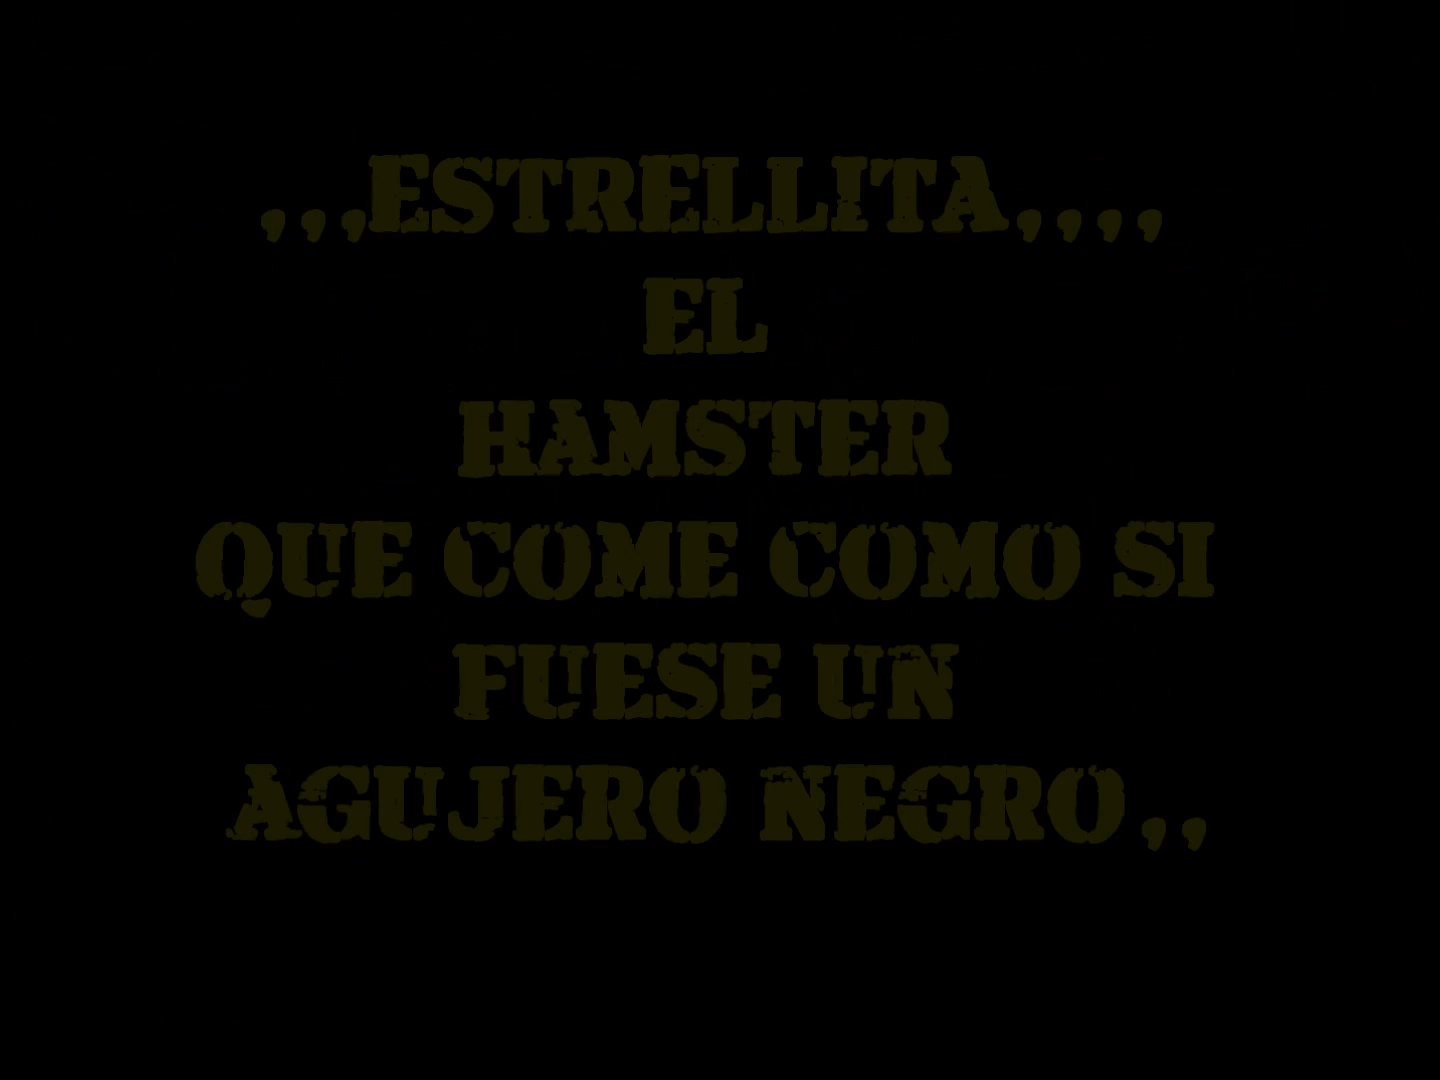 ,,,ESTRELLITA,,,,
EL
HAMSTER
QUE COME COMO SI
FUESE UN
AGUJERO NEGRO,,